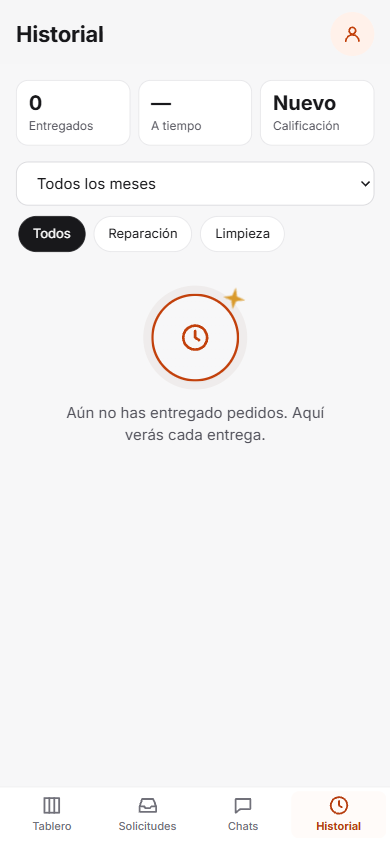 Historial
0
Entregados
—
A tiempo
Nuevo
Calificación
Todos los meses
Todos
Reparación
Limpieza
Aún no has entregado pedidos. Aquí
verás cada entrega.
Tablero
Solicitudes
Chats
Historial